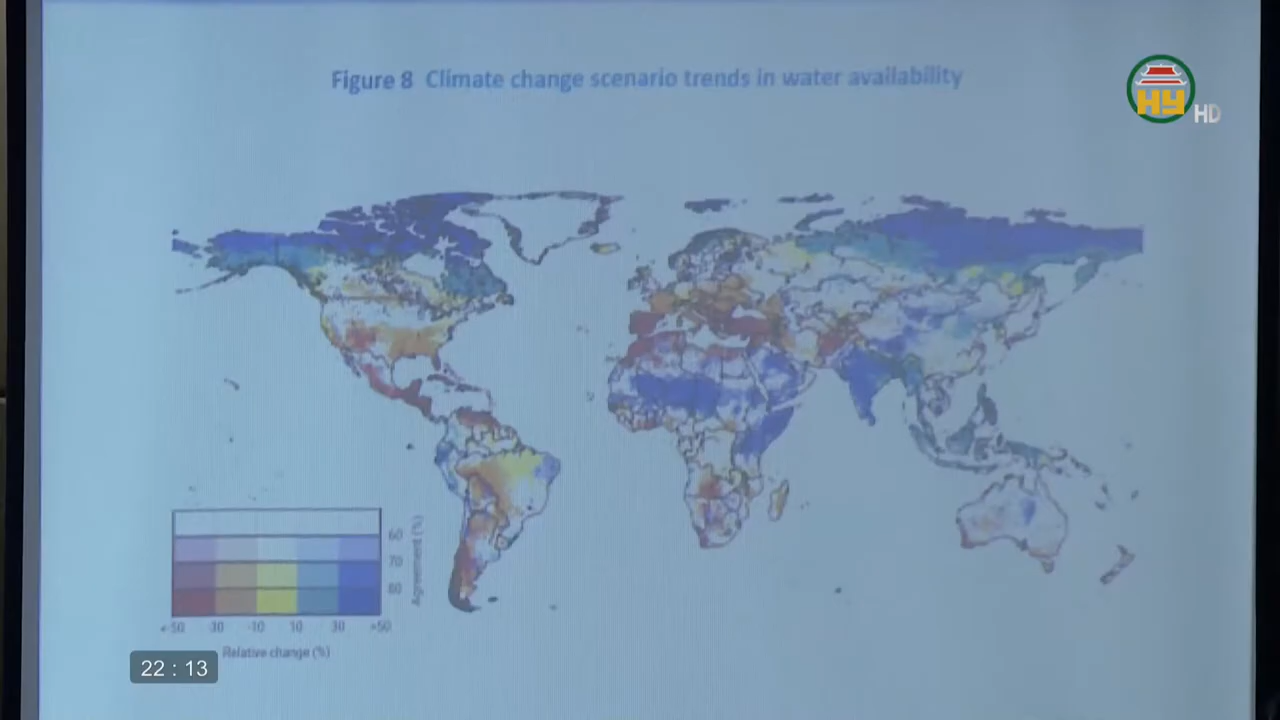 Figure 8 Climate change scenario trends in water availability
HY
HD
60
70
80
Agreement (%)
<-50 30 -10 10 30 >50
Relative change (%)
22 : 13